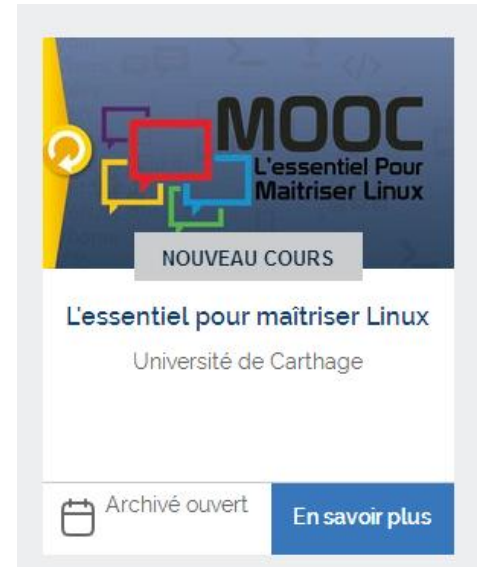 MOOC
L'essentiel Pour
Maitriser Linux
NOUVEAU COURS
L'essentiel pour maîtriser Linux
Université de Carthage
Archivé ouvert
En savoir plus